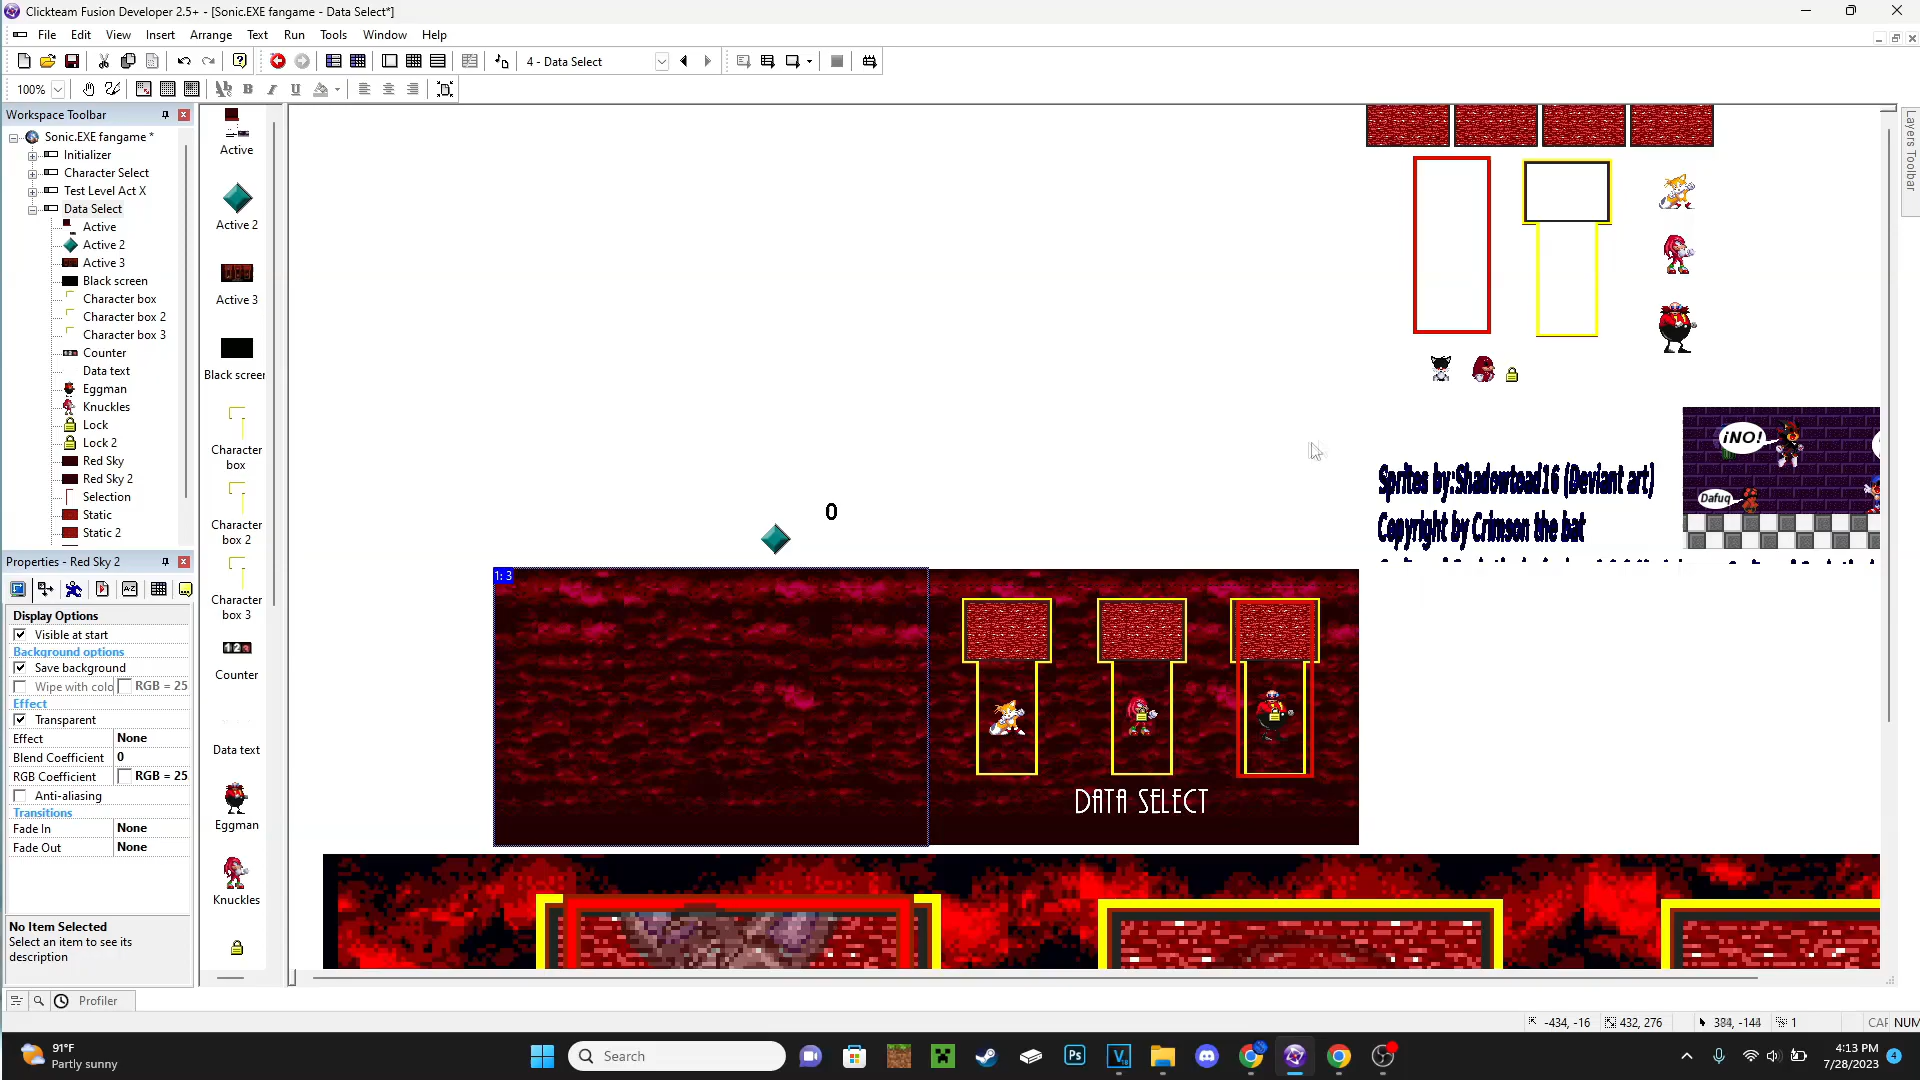 Clickteam Fusion Developer 2.5+ - [Sonic.EXE fangame - Data Select*]
File Edit View Insert Arrange Text Run Tools Window Help
4 - Data Select
100%
Workspace Toolbar
Sonic.EXE fangame *
Initializer
Character Select
Test Level Act X
Data Select
Active
Active 2
Active 3
Black screen
Character box
Character box 2
Character box 3
Counter
Data text
Eggman
Knuckles
Lock
Lock 2
Red Sky
Red Sky 2
Selection
Static
Static 2
Properties - Red Sky 2
Display Options
Visible at start
Background options
Save background
Wipe with colo RGB = 25
Effect
Transparent
Effect None
Blend Coefficient 0
RGB Coefficient RGB = 25
Anti-aliasing
Transitions
Fade In None
Fade Out None
No Item Selected
Select an item to see its
description
Profiler
Active
Active 2
Active 3
Black screen
Character
box
Character
box 2
Character
box 3
Counter
Data text
Eggman
Knuckles
0
1: 3
DATA SELECT
Sprites by:Shadowtoad16 (Deviant art)
Copyright by Crimson the bat
¡NO!
Dafuq
Layers Toolbar
-434, -16 432, 276 384, -144 1 CAF NUM
91°F
Partly sunny
Search
4:13 PM
7/28/2023
4